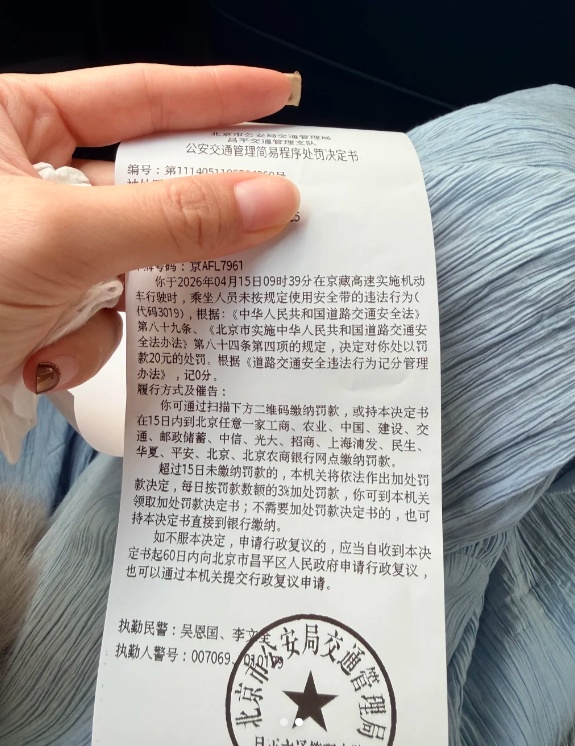 北京市公安局公安交通管理局
昌平交通管理支队
公安交通管理简易程序处罚决定书
编号：第111405110
号牌号码：京AFL7961
你于2026年04月15日09时39分在京藏高速实施机动
车行驶时，乘坐人员未按规定使用安全带的违法行为(
代码3019)，根据：《中华人民共和国道路交通安全法》
第八十九条、《北京市实施中华人民共和国道路交通安
全法办法》第八十四条第四项的规定，决定对你处以罚
款20元的处罚。根据《道路交通安全违法行为记分管理
办法》，记0分。
履行方式及催告：
你可通过扫描下方二维码缴纳罚款，或持本决定书
在15日内到北京任意一家工商、农业、中国、建设、交
通、邮政储蓄、中信、光大、招商、上海浦发、民生、
华夏、平安、北京、北京农商银行网点缴纳罚款。
超过15日未缴纳罚款的，本机关将依法作出加处罚
款决定，每日按罚款数额的3%加处罚款，你可到本机关
领取加处罚款决定书；不需要加处罚款决定书的，也可
持本决定书直接到银行缴纳。
如不服本决定，申请行政复议的，应当自收到本决
定书起60日内向北京市昌平区人民政府申请行政复议，
也可以通过本机关提交行政复议申请。
执勤民警：吴恩国、李文
执勤人警号：007069、
北京市公安局公安交通管理局